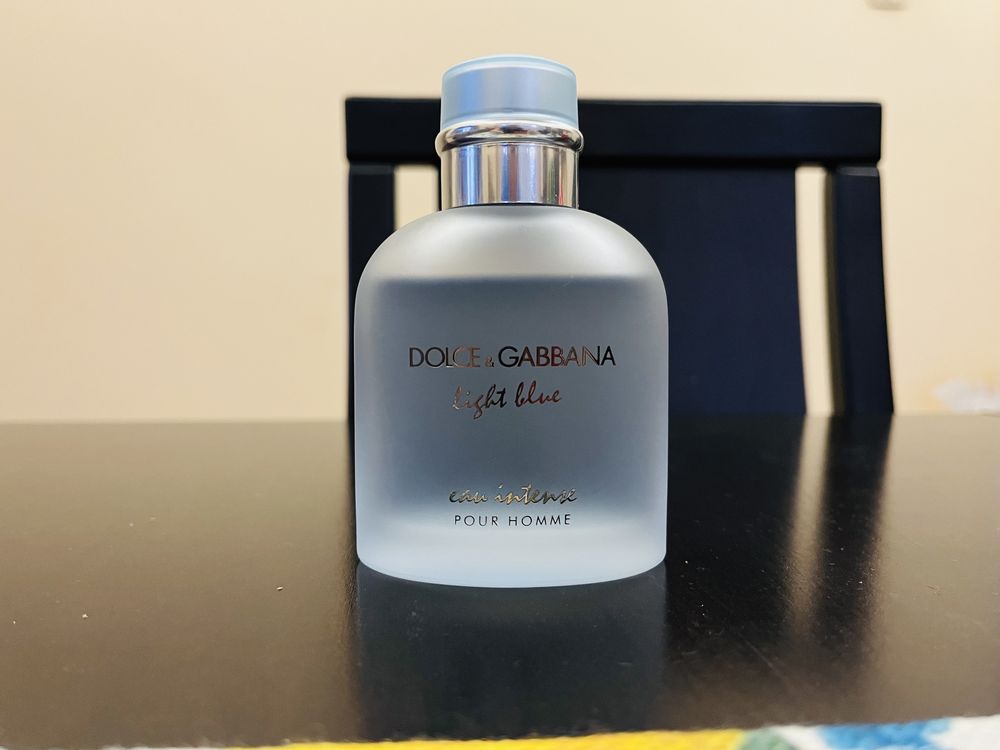 DOLCE & GABBANA
light blue
eau intense
POUR HOMME